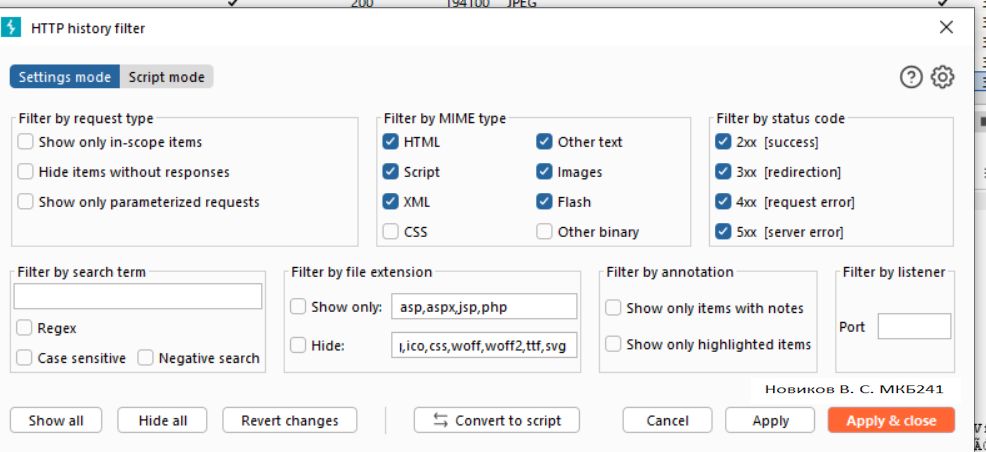 200 194100 JPEG
HTTP history filter
Settings mode Script mode
Filter by request type
Show only in-scope items
Hide items without responses
Show only parameterized requests
Filter by MIME type
HTML Other text
Script Images
XML Flash
CSS Other binary
Filter by status code
2xx [success]
3xx [redirection]
4xx [request error]
5xx [server error]
Filter by search term
Regex
Case sensitive Negative search
Filter by file extension
Show only: asp,aspx,jsp,php
Hide: ,ico,css,woff,woff2,ttf,svg
Filter by annotation
Show only items with notes
Show only highlighted items
Filter by listener
Port
Новиков В. С. МКБ241
Show all Hide all Revert changes Convert to script Cancel Apply Apply & close